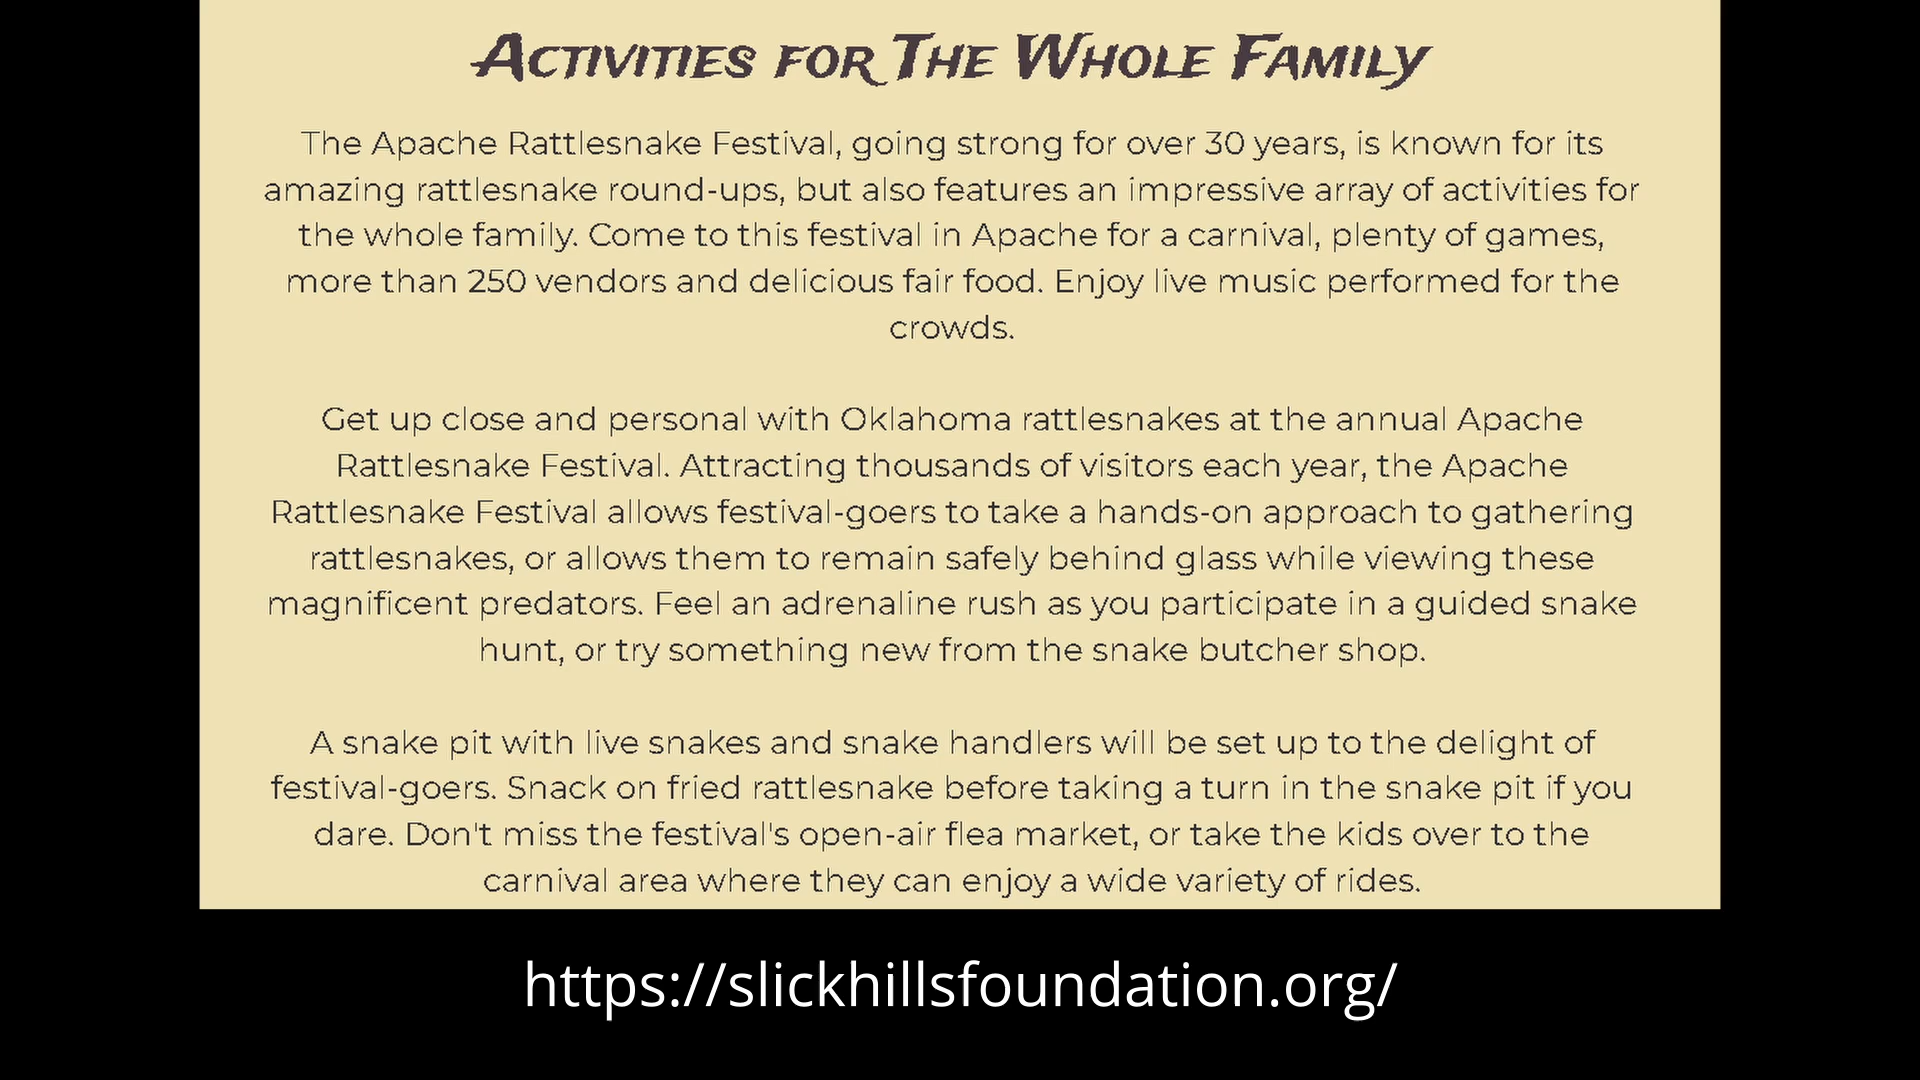 Activities for The Whole Family
The Apache Rattlesnake Festival, going strong for over 30 years, is known for its
amazing rattlesnake round-ups, but also features an impressive array of activities for
the whole family. Come to this festival in Apache for a carnival, plenty of games,
more than 250 vendors and delicious fair food. Enjoy live music performed for the
crowds.
Get up close and personal with Oklahoma rattlesnakes at the annual Apache
Rattlesnake Festival. Attracting thousands of visitors each year, the Apache
Rattlesnake Festival allows festival-goers to take a hands-on approach to gathering
rattlesnakes, or allows them to remain safely behind glass while viewing these
magnificent predators. Feel an adrenaline rush as you participate in a guided snake
hunt, or try something new from the snake butcher shop.
A snake pit with live snakes and snake handlers will be set up to the delight of
festival-goers. Snack on fried rattlesnake before taking a turn in the snake pit if you
dare. Don't miss the festival's open-air flea market, or take the kids over to the
carnival area where they can enjoy a wide variety of rides.
https://slickhillsfoundation.org/